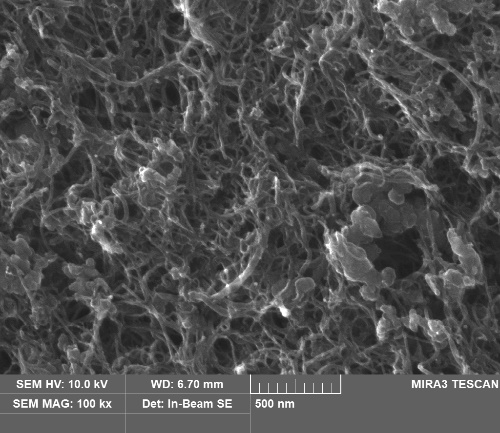 SEM HV: 10.0 kV WD: 6.70 mm MIRA3 TESCAN
SEM MAG: 100 kx Det: In-Beam SE 500 nm